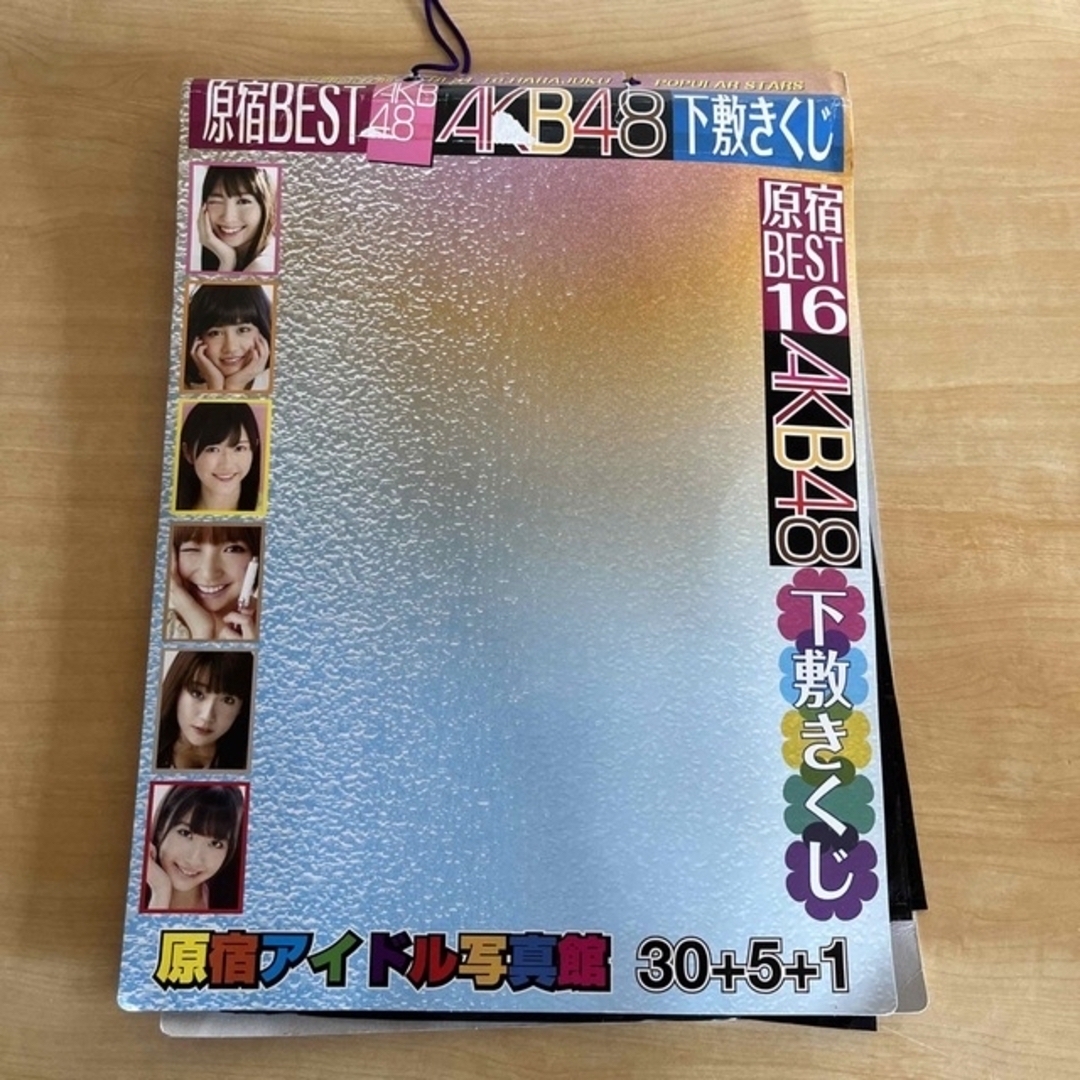 HARAJUKU POPULAR STARS
原宿BEST AKB48 AKB48 下敷きくじ
原宿
BEST
16
AKB48
下敷きくじ
原宿アイドル写真館 30+5+1